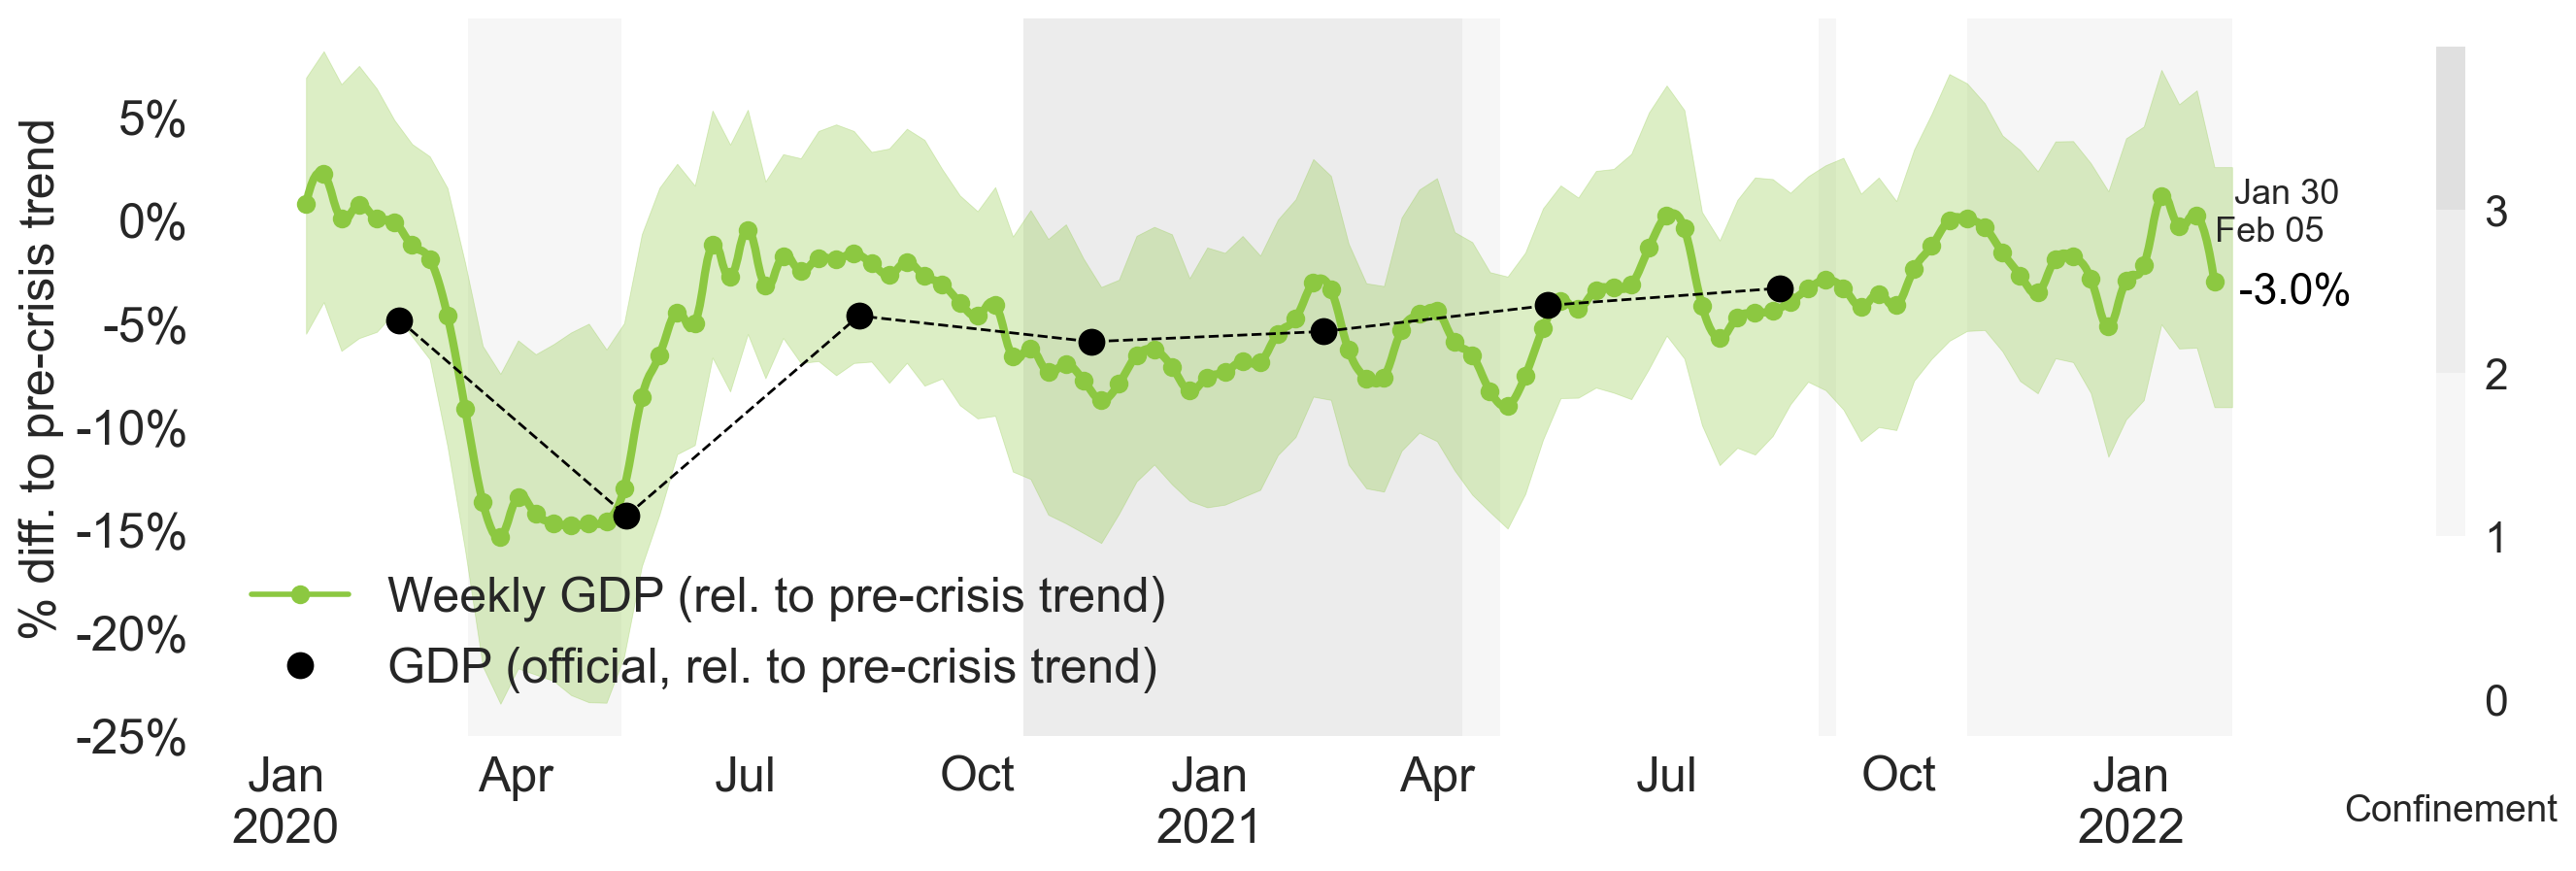 % diff. to pre-crisis trend
5%
0%
-5%
-10%
-15%
-20%
-25%
Weekly GDP (rel. to pre-crisis trend)
GDP (official, rel. to pre-crisis trend)
Jan 30
Feb 05
-3.0%
Jan Apr Jul Oct Jan Apr Jul Oct Jan
2020 2021 2022
3
2
1
0
Confinement